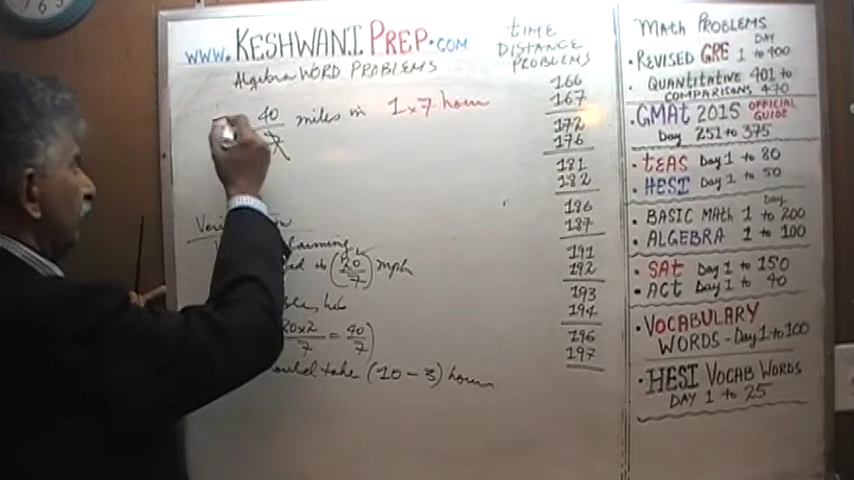 www.KESHWANI PREP.COM
Algebra WORD PROBLEMS
40 miles in 1x7 hour
7
20
7
mph
20x2 = 40
7 7
take (10-3) hours
TIME
DISTANCE
PROBLEMS
166
167
172
176
181
182
186
187
191
192
193
194
196
197
Math PROBLEMS
DAY
• REVISED GRE 1 to 400
• QUANTITATIVE 401 to
COMPARISONS 470
• GMAt 2015 OFFICIAL
GUIDE
Day 251 to 375
• tEAS Day 1 to 80
• HESI Day 1 to 50
Day
• BASIC MAth 1 to 200
• ALGEBRA 1 to 100
• SAt Day 1 to 150
• ACt Day 1 to 40
• VOCABULARY
WORDS - Day 1 to 100
• HESI VOCAB WORDS
DAY 1 to 25